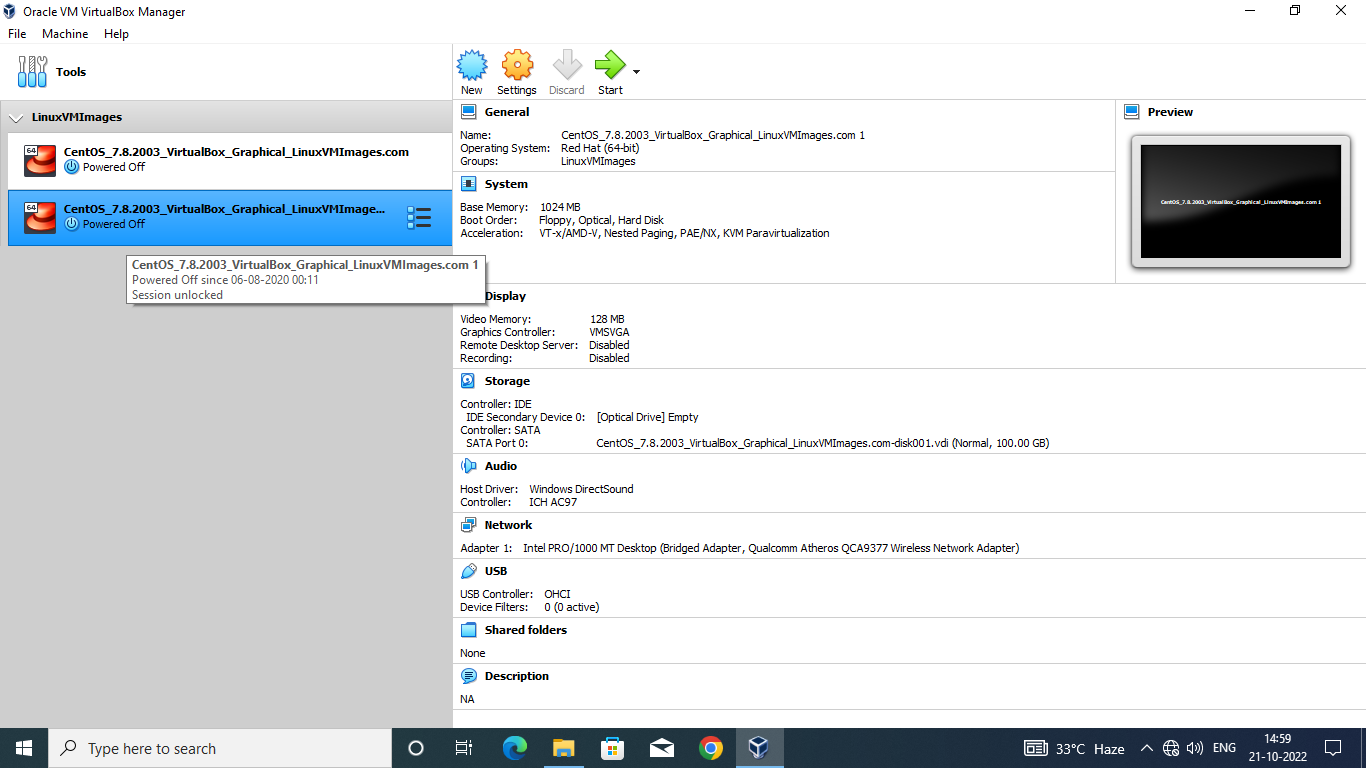 Oracle VM VirtualBox Manager
File Machine Help
Tools
New Settings Discard Start
LinuxVMImages
64
CentOS_7.8.2003_VirtualBox_Graphical_LinuxVMImages.com
Powered Off
64
CentOS_7.8.2003_VirtualBox_Graphical_LinuxVMImage...
Powered Off
CentOS_7.8.2003_VirtualBox_Graphical_LinuxVMImages.com 1
Powered Off since 06-08-2020 00:11
Session unlocked
General
Name: CentOS_7.8.2003_VirtualBox_Graphical_LinuxVMImages.com 1
Operating System: Red Hat (64-bit)
Groups: LinuxVMImages
Preview
CentOS_7.8.2003_VirtualBox_Graphical_LinuxVMImages.com 1
System
Base Memory: 1024 MB
Boot Order: Floppy, Optical, Hard Disk
Acceleration: VT-x/AMD-V, Nested Paging, PAE/NX, KVM Paravirtualization
Display
Video Memory: 128 MB
Graphics Controller: VMSVGA
Remote Desktop Server: Disabled
Recording: Disabled
Storage
Controller: IDE
IDE Secondary Device 0: [Optical Drive] Empty
Controller: SATA
SATA Port 0: CentOS_7.8.2003_VirtualBox_Graphical_LinuxVMImages.com-disk001.vdi (Normal, 100.00 GB)
Audio
Host Driver: Windows DirectSound
Controller: ICH AC97
Network
Adapter 1: Intel PRO/1000 MT Desktop (Bridged Adapter, Qualcomm Atheros QCA9377 Wireless Network Adapter)
USB
USB Controller: OHCI
Device Filters: 0 (0 active)
Shared folders
None
Description
NA
Type here to search
33°C Haze
ENG
14:59
21-10-2022